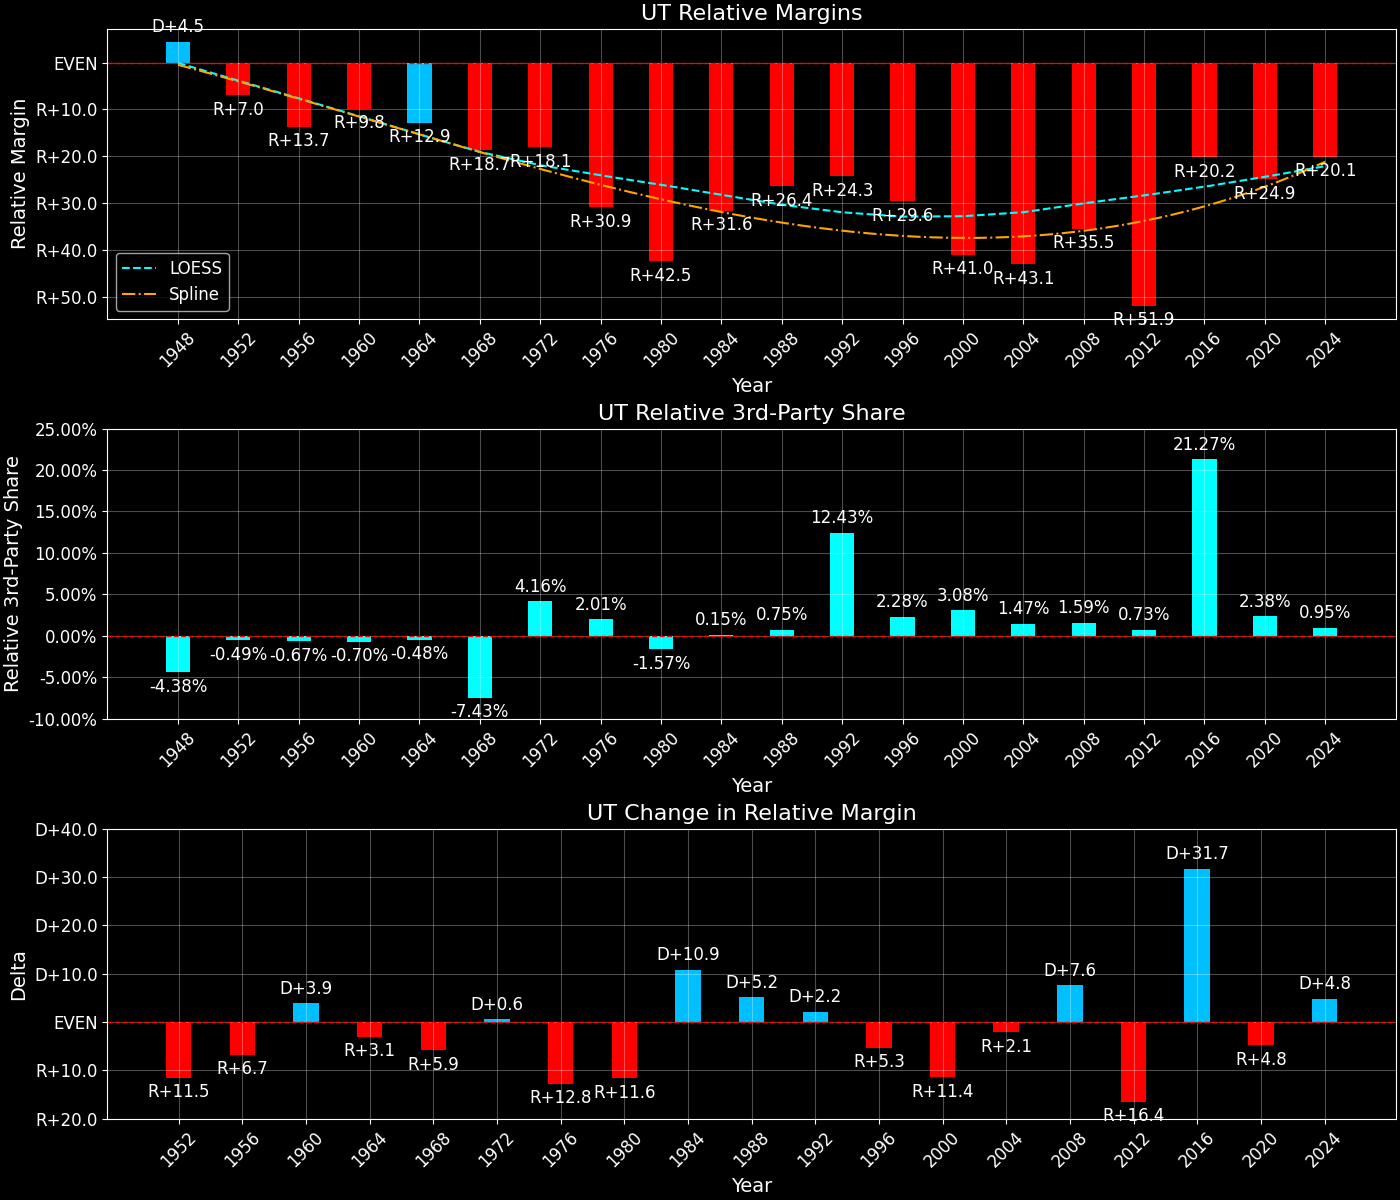 UT Relative Margins
Relative Margin
EVEN
R+10.0
R+20.0
R+30.0
R+40.0
R+50.0
D+4.5
R+7.0
R+13.7
R+9.8
R+12.9
R+18.7
R+18.1
R+30.9
R+42.5
R+31.6
R+26.4
R+24.3
R+29.6
R+41.0
R+43.1
R+35.5
R+51.9
R+20.2
R+24.9
R+20.1
LOESS
Spline
1948 1952 1956 1960 1964 1968 1972 1976 1980 1984 1988 1992 1996 2000 2004 2008 2012 2016 2020 2024
Year
UT Relative 3rd-Party Share
Relative 3rd-Party Share
25.00%
20.00%
15.00%
10.00%
5.00%
0.00%
-5.00%
-10.00%
-4.38%
-0.49%
-0.67%
-0.70%
-0.48%
-7.43%
4.16%
2.01%
-1.57%
0.15%
0.75%
12.43%
2.28%
3.08%
1.47%
1.59%
0.73%
21.27%
2.38%
0.95%
1948 1952 1956 1960 1964 1968 1972 1976 1980 1984 1988 1992 1996 2000 2004 2008 2012 2016 2020 2024
Year
UT Change in Relative Margin
Delta
D+40.0
D+30.0
D+20.0
D+10.0
EVEN
R+10.0
R+20.0
R+11.5
R+6.7
D+3.9
R+3.1
R+5.9
D+0.6
R+12.8
R+11.6
D+10.9
D+5.2
D+2.2
R+5.3
R+11.4
R+2.1
D+7.6
R+16.4
D+31.7
R+4.8
D+4.8
1952 1956 1960 1964 1968 1972 1976 1980 1984 1988 1992 1996 2000 2004 2008 2012 2016 2020 2024
Year